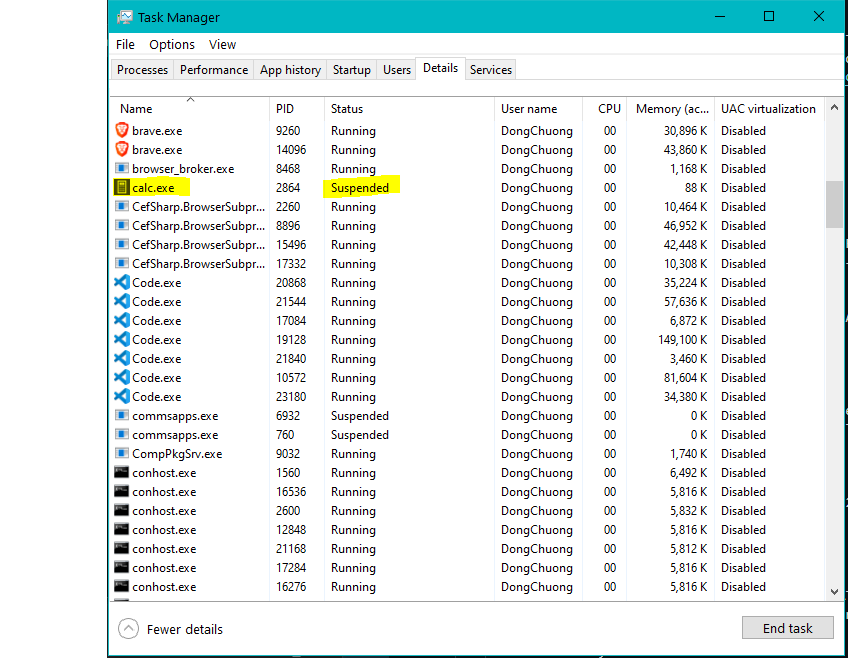 Task Manager
File Options View
Processes Performance App history Startup Users Details Services
Name PID Status User name CPU Memory (ac... UAC virtualization
brave.exe 9260 Running DongChuong 00 30,896 K Disabled
brave.exe 14096 Running DongChuong 00 43,860 K Disabled
browser_broker.exe 8468 Running DongChuong 00 1,168 K Disabled
calc.exe 2864 Suspended DongChuong 00 88 K Disabled
CefSharp.BrowserSubpr... 2260 Running DongChuong 00 10,464 K Disabled
CefSharp.BrowserSubpr... 8896 Running DongChuong 00 46,952 K Disabled
CefSharp.BrowserSubpr... 15496 Running DongChuong 00 42,448 K Disabled
CefSharp.BrowserSubpr... 17332 Running DongChuong 00 10,308 K Disabled
Code.exe 20868 Running DongChuong 00 35,224 K Disabled
Code.exe 21544 Running DongChuong 00 57,636 K Disabled
Code.exe 17084 Running DongChuong 00 6,872 K Disabled
Code.exe 19128 Running DongChuong 00 149,100 K Disabled
Code.exe 21840 Running DongChuong 00 3,460 K Disabled
Code.exe 10572 Running DongChuong 00 81,604 K Disabled
Code.exe 23180 Running DongChuong 00 34,380 K Disabled
commsapps.exe 6932 Suspended DongChuong 00 0 K Disabled
commsapps.exe 760 Suspended DongChuong 00 0 K Disabled
CompPkgSrv.exe 9032 Running DongChuong 00 1,740 K Disabled
conhost.exe 1560 Running DongChuong 00 6,492 K Disabled
conhost.exe 16536 Running DongChuong 00 5,816 K Disabled
conhost.exe 2600 Running DongChuong 00 5,832 K Disabled
conhost.exe 12848 Running DongChuong 00 5,816 K Disabled
conhost.exe 21168 Running DongChuong 00 5,812 K Disabled
conhost.exe 17284 Running DongChuong 00 5,816 K Disabled
conhost.exe 16276 Running DongChuong 00 5,816 K Disabled
Fewer details End task